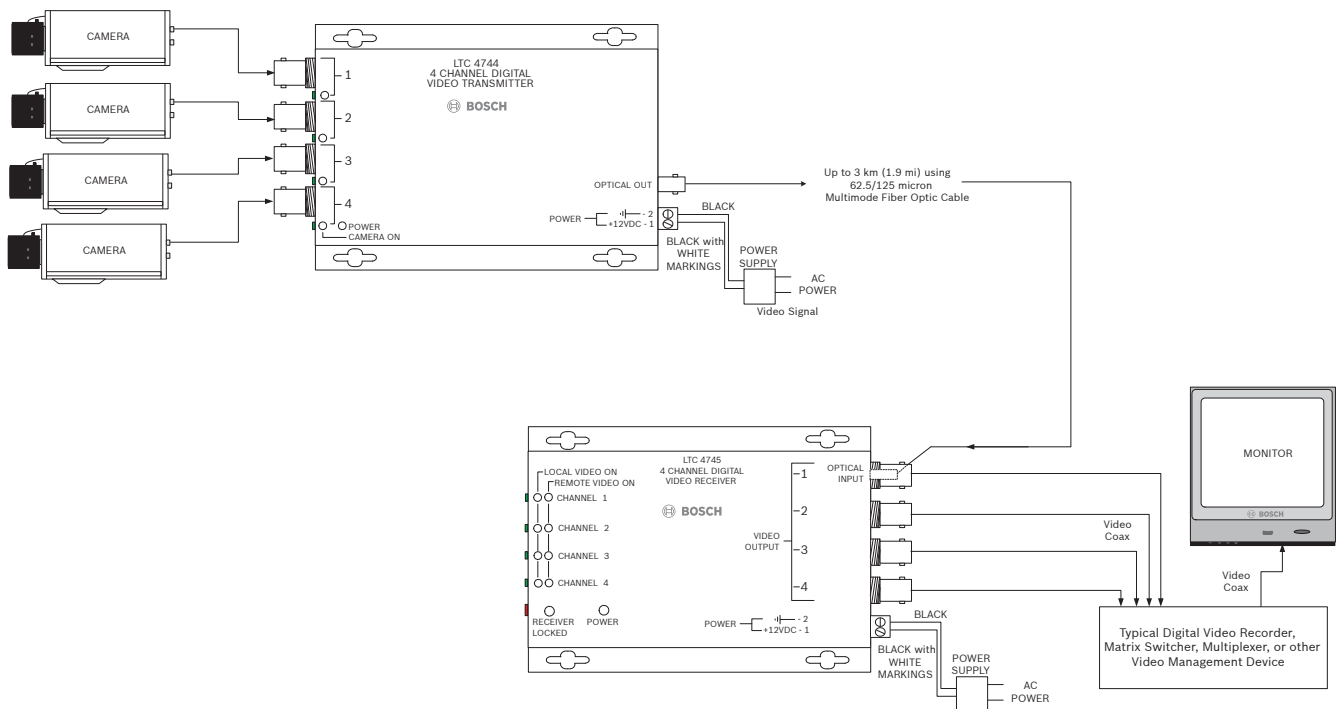 CAMERA
CAMERA
CAMERA
CAMERA
LTC 4744
4 CHANNEL DIGITAL
VIDEO TRANSMITTER
BOSCH
1
2
3
4
POWER
CAMERA ON
OPTICAL OUT
POWER
- 2
+12VDC - 1
BLACK
BLACK with
WHITE
MARKINGS
POWER
SUPPLY
AC
POWER
Video Signal
Up to 3 km (1.9 mi) using
62.5/125 micron
Multimode Fiber Optic Cable
LTC 4745
4 CHANNEL DIGITAL
VIDEO RECEIVER
BOSCH
LOCAL VIDEO ON
REMOTE VIDEO ON
CHANNEL 1
CHANNEL 2
CHANNEL 3
CHANNEL 4
RECEIVER
LOCKED
POWER
VIDEO
OUTPUT
1
2
3
4
OPTICAL
INPUT
POWER
- 2
+12VDC - 1
BLACK
BLACK with
WHITE
MARKINGS
POWER
SUPPLY
AC
POWER
Video
Coax
MONITOR
BOSCH
Video
Coax
Typical Digital Video Recorder,
Matrix Switcher, Multiplexer, or other
Video Management Device